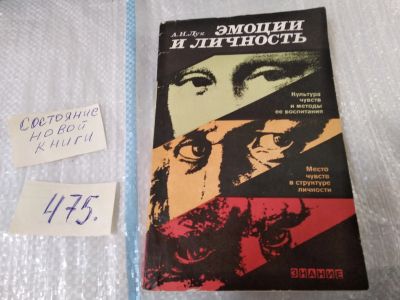 А.Н.Лук
ЭМОЦИИ
И ЛИЧНОСТЬ
Культура
чувств
и методы
ее воспитания
Место
чувств
в структуре
личности
ЗНАНИЕ
СОСТОЯНИЕ
НОВОЙ
КНИГИ
475.